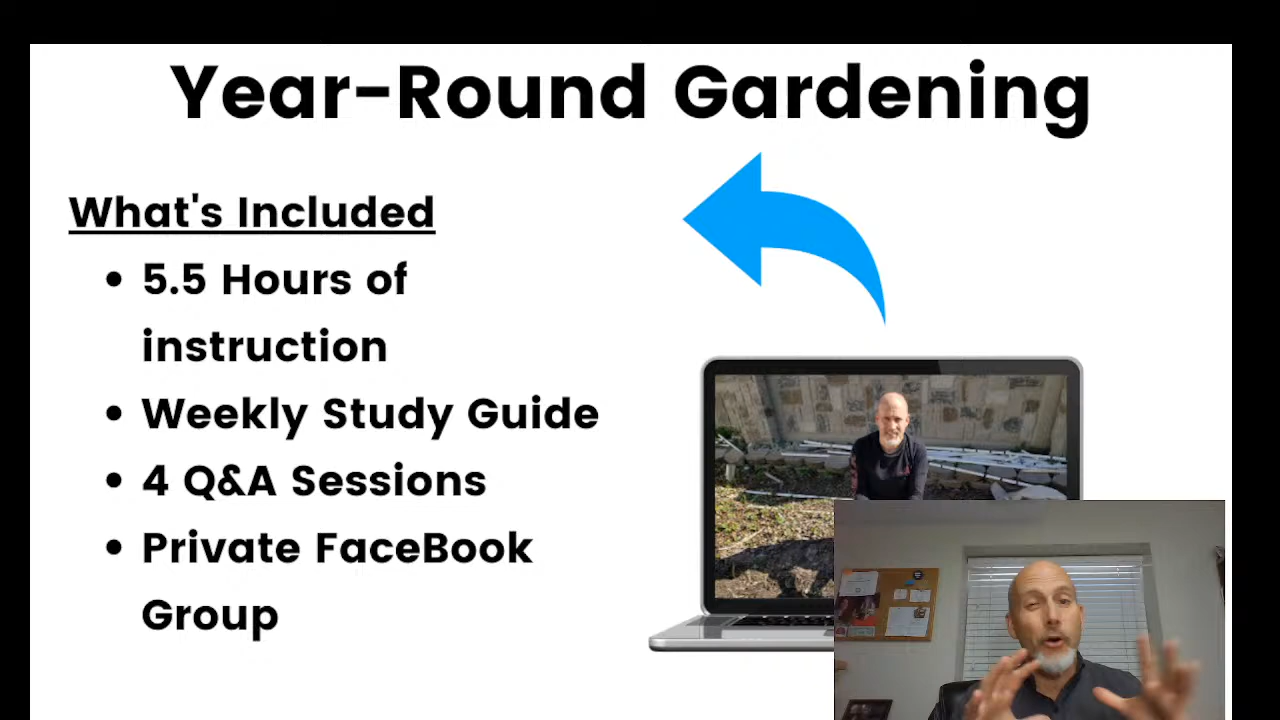 Year-Round Gardening
What's Included
• 5.5 Hours of
instruction
• Weekly Study Guide
• 4 Q&A Sessions
• Private FaceBook
Group